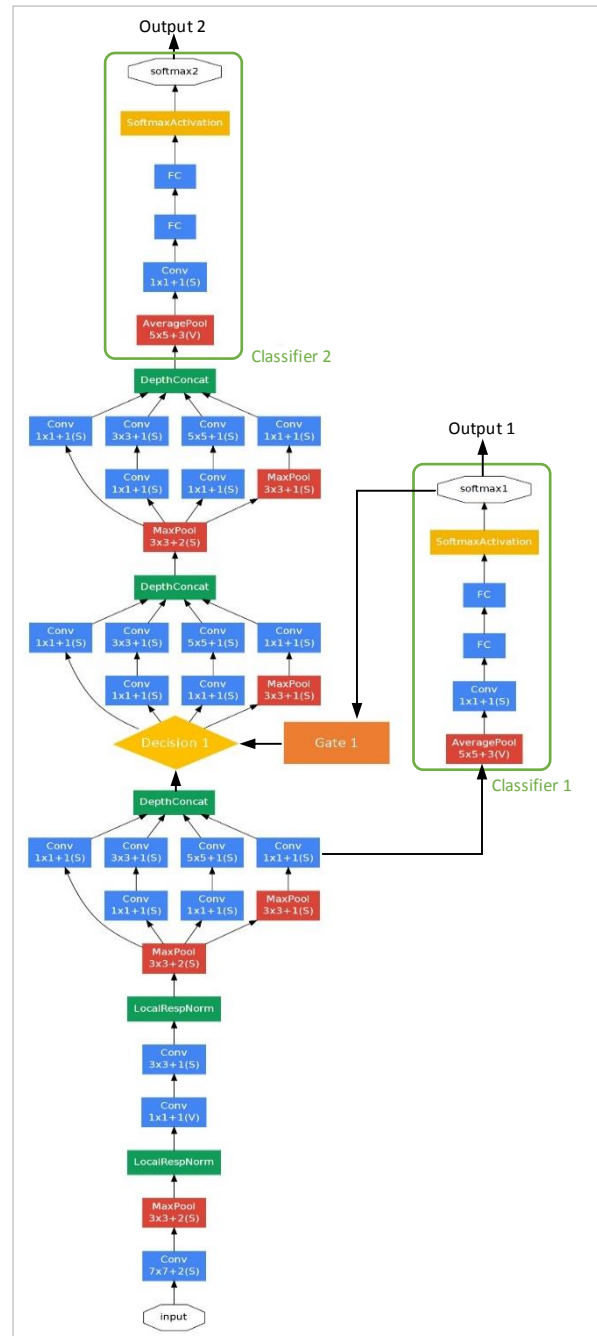 Output 2
softmax2
SoftmaxActivation
FC
FC
Conv
1x1+1(S)
AveragePool
5x5+3(V)
Classifier 2
DepthConcat
Conv
1x1+1(S)
Conv
3x3+1(S)
Conv
5x5+1(S)
Conv
1x1+1(S)
Conv
1x1+1(S)
Conv
1x1+1(S)
MaxPool
3x3+1(S)
MaxPool
3x3+2(S)
DepthConcat
Conv
1x1+1(S)
Conv
3x3+1(S)
Conv
5x5+1(S)
Conv
1x1+1(S)
Conv
1x1+1(S)
Conv
1x1+1(S)
MaxPool
3x3+1(S)
Decision 1
Gate 1
Output 1
softmax1
SoftmaxActivation
FC
FC
Conv
1x1+1(S)
AveragePool
5x5+3(V)
Classifier 1
DepthConcat
Conv
1x1+1(S)
Conv
3x3+1(S)
Conv
5x5+1(S)
Conv
1x1+1(S)
Conv
1x1+1(S)
Conv
1x1+1(S)
MaxPool
3x3+1(S)
MaxPool
3x3+2(S)
LocalRespNorm
Conv
3x3+1(S)
Conv
1x1+1(V)
LocalRespNorm
MaxPool
3x3+2(S)
Conv
7x7+2(S)
input